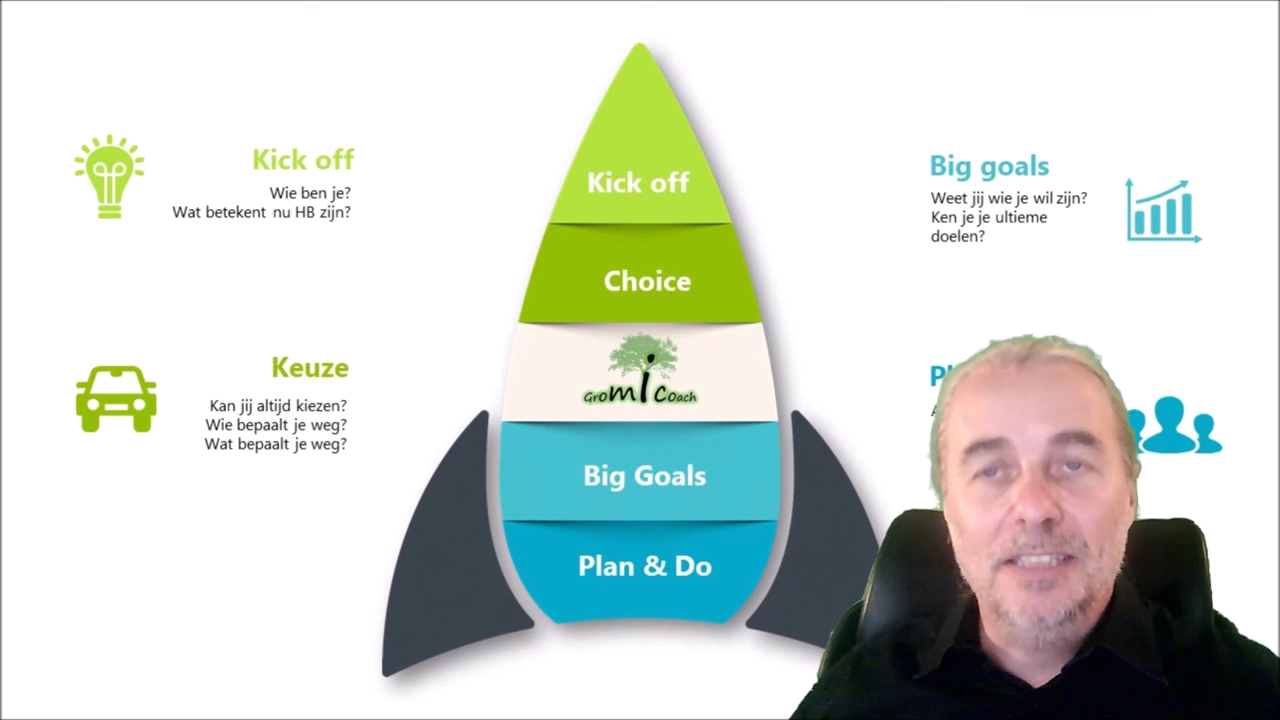 Kick off
Wie ben je?
Wat betekent nu HB zijn?
Keuze
Kan jij altijd kiezen?
Wie bepaalt je weg?
Wat bepaalt je weg?
Kick off
Choice
GromiCoach
Big Goals
Plan & Do
Big goals
Weet jij wie je wil zijn?
Ken je je ultieme
doelen?